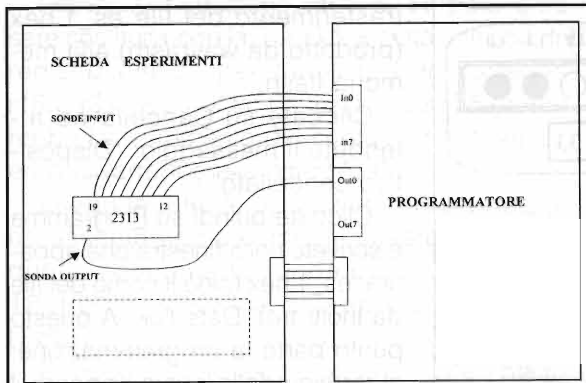 SCHEDA ESPERIMENTI
SONDE INPUT
In0
in7
19 12
2313
2
Out0
Out7
PROGRAMMATORE
SONDA OUTPUT